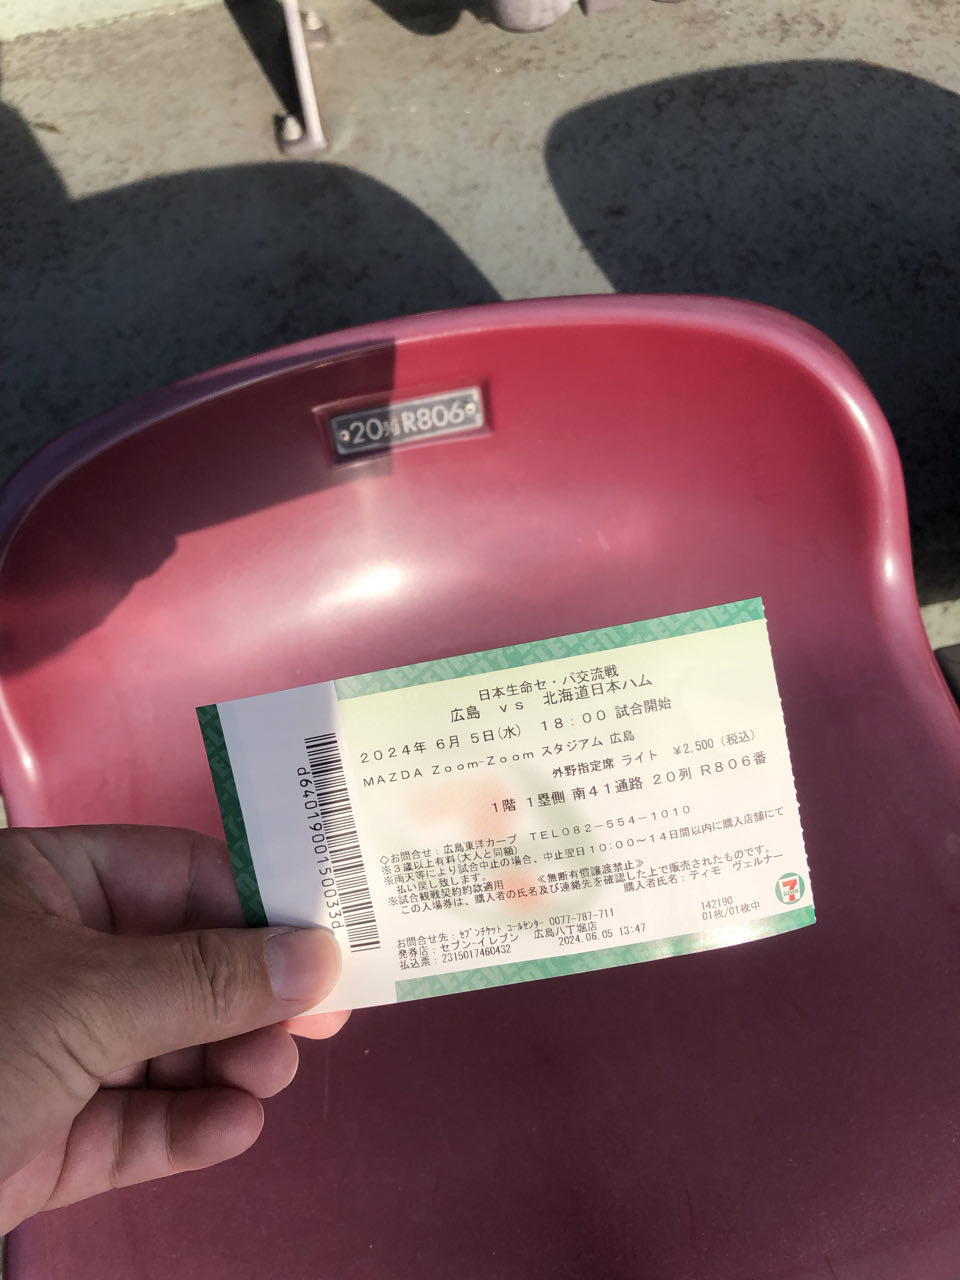 20列R806
日本生命セ・パ交流戦
広島 vs 北海道日本ハム
2024年 6月 5日(水) 18:00 試合開始
MAZDA Zoom-Zoom スタジアム 広島
外野指定席 ライト ¥2,500 (税込)
1階 1塁側 南41通路 20列 R806番
◇お問合せ:広島東洋カープ TEL082-554-1010
※3歳以上有料(大人と同額)
※雨天等により試合中止の場合、中止翌日10:00~14日間以内に購入店舗にて
払い戻し致します。
※試合観戦契約約款適用 ≪無断有償譲渡禁止≫
この入場券は、購入者の氏名及び連絡先を確認した上で販売されたものです。
購入者氏名:ティモ ヴェルナー
お問合せ先:セブンチケット コールセンター 0077-787-711
発券店:セブン-イレブン 広島八丁堀店
払込票:2315017460432 2024.06.05 13:47
142190
01枚/01枚中
d6401900150033d
7-ELEVEN